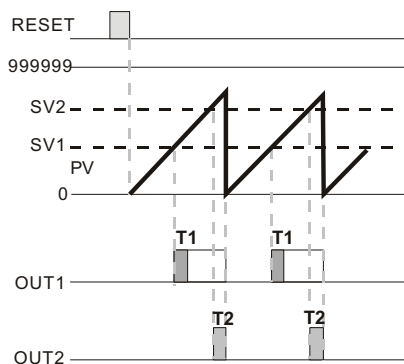 RESET
999999
SV2
SV1
PV
0
T1 T1
OUT1
T2 T2
OUT2